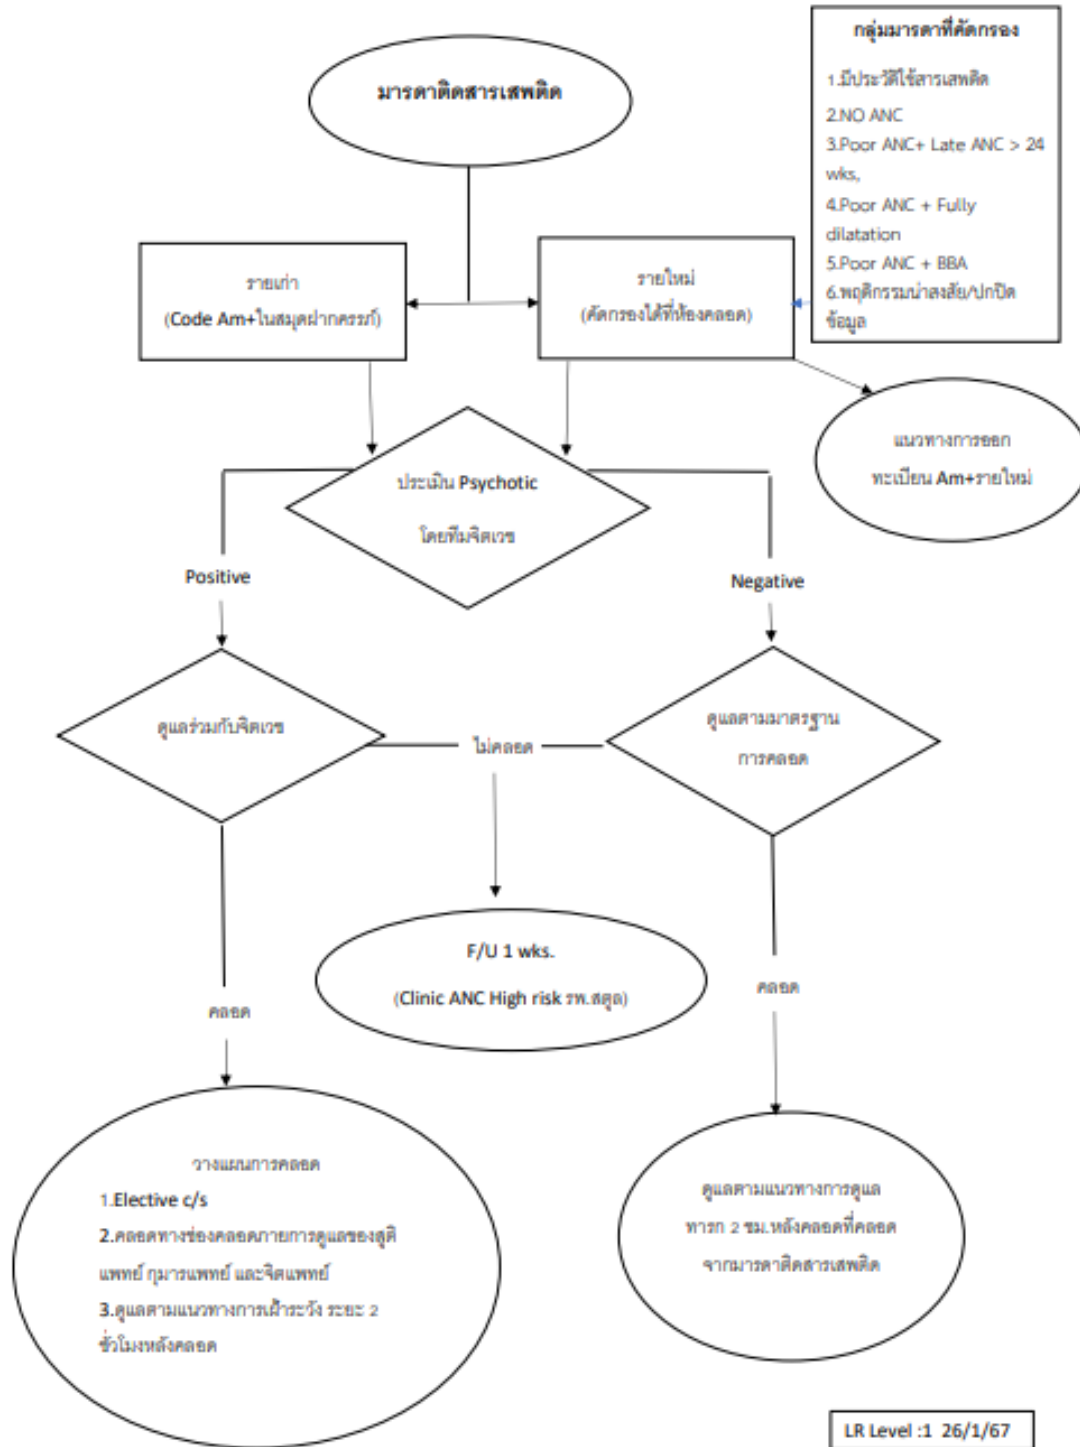 มารดาติดสารเสพติด
กลุ่มมารดาที่คัดกรอง
1.มีประวัติใช้สารเสพติด
2.NO ANC
3.Poor ANC+ Late ANC > 24
wks,
4.Poor ANC + Fully
dilatation
5.Poor ANC + BBA
6.พฤติกรรมน่าสงสัย/ปกปิด
ข้อมูล
รายเก่า
(Code Am+ในสมุดฝากครรภ์)
รายใหม่
(คัดกรองได้ที่ห้องคลอด)
แนวทางการออก
ทะเบียน Am+รายใหม่
ประเมิน Psychotic
โดยทีมจิตเวช
Positive
Negative
ดูแลร่วมกับจิตเวช
ไม่คลอด
ดูแลตามมาตรฐาน
การคลอด
F/U 1 wks.
(Clinic ANC High risk รพ.สตูล)
คลอด
คลอด
วางแผนการคลอด
1.Elective c/s
2.คลอดทางช่องคลอดภายการดูแลของสูติ
แพทย์ กุมารแพทย์ และจิตแพทย์
3.ดูแลตามแนวทางการเฝ้าระวัง ระยะ 2
ชั่วโมงหลังคลอด
ดูแลตามแนวทางการดูแล
ทารก 2 ชม.หลังคลอดที่คลอด
จากมารดาติดสารเสพติด
LR Level :1 26/1/67